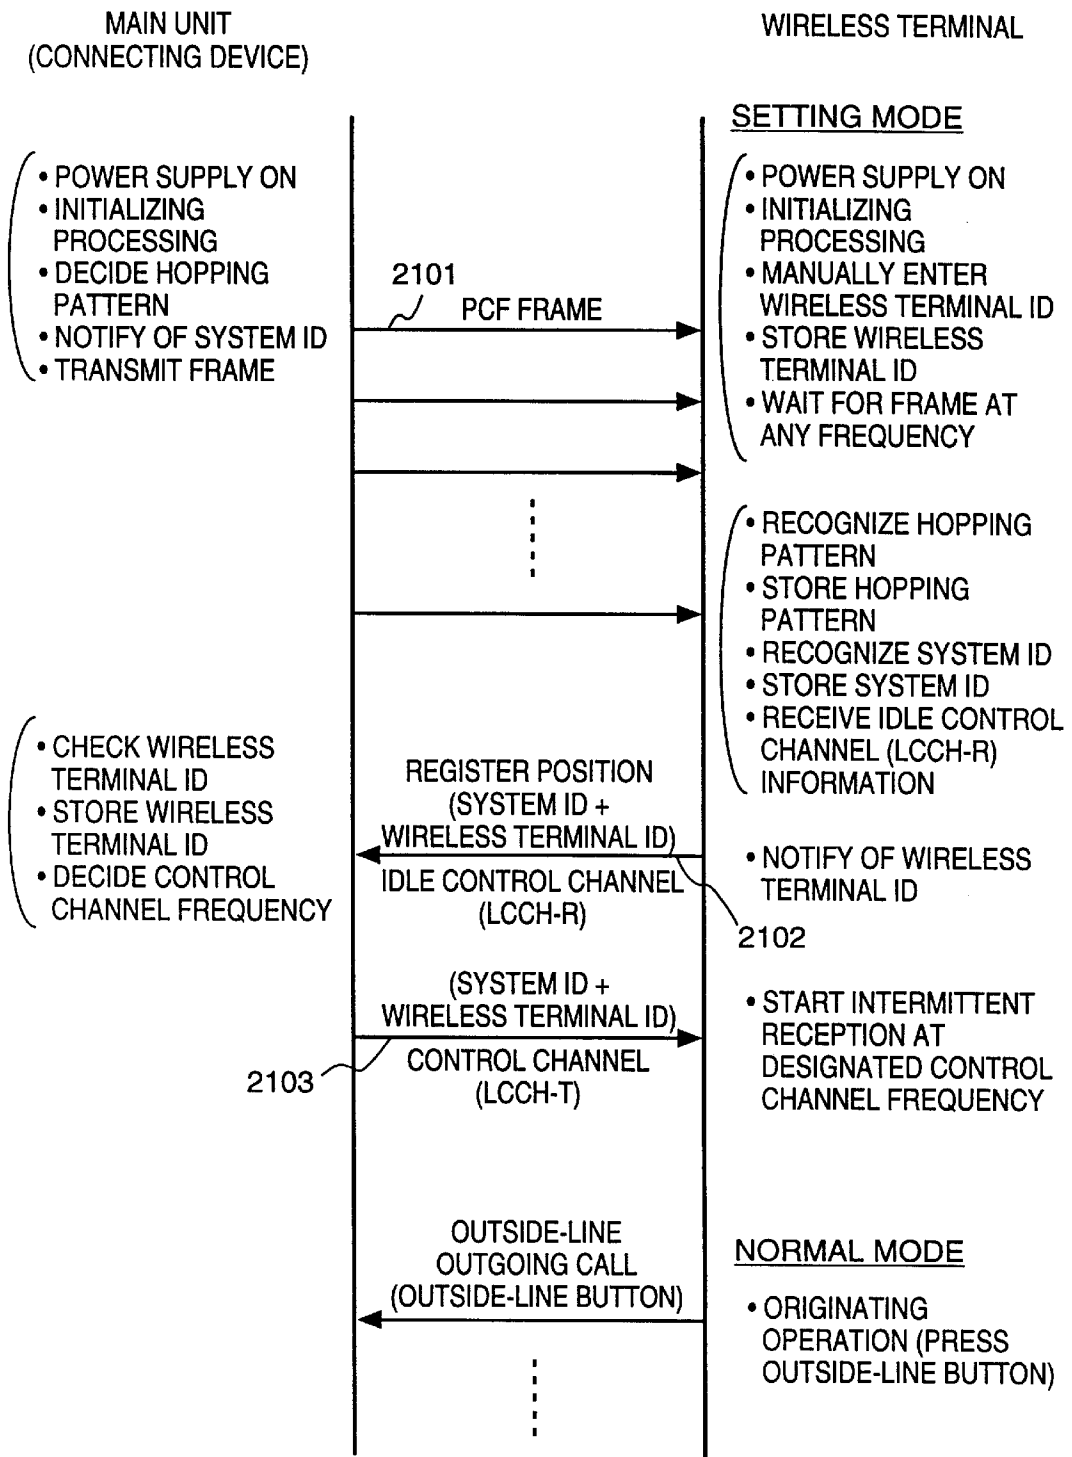 MAIN UNIT
(CONNECTING DEVICE)
WIRELESS TERMINAL
SETTING MODE
• POWER SUPPLY ON
• INITIALIZING
PROCESSING
• DECIDE HOPPING
PATTERN
• NOTIFY OF SYSTEM ID
• TRANSMIT FRAME
2101
PCF FRAME
• POWER SUPPLY ON
• INITIALIZING
PROCESSING
• MANUALLY ENTER
WIRELESS TERMINAL ID
• STORE WIRELESS
TERMINAL ID
• WAIT FOR FRAME AT
ANY FREQUENCY
• RECOGNIZE HOPPING
PATTERN
• STORE HOPPING
PATTERN
• RECOGNIZE SYSTEM ID
• STORE SYSTEM ID
• RECEIVE IDLE CONTROL
CHANNEL (LCCH-R)
INFORMATION
• CHECK WIRELESS
TERMINAL ID
• STORE WIRELESS
TERMINAL ID
• DECIDE CONTROL
CHANNEL FREQUENCY
REGISTER POSITION
(SYSTEM ID +
WIRELESS TERMINAL ID)
IDLE CONTROL CHANNEL
(LCCH-R)
2102
• NOTIFY OF WIRELESS
TERMINAL ID
(SYSTEM ID +
WIRELESS TERMINAL ID)
2103
CONTROL CHANNEL
(LCCH-T)
• START INTERMITTENT
RECEPTION AT
DESIGNATED CONTROL
CHANNEL FREQUENCY
OUTSIDE-LINE
OUTGOING CALL
(OUTSIDE-LINE BUTTON)
NORMAL MODE
• ORIGINATING
OPERATION (PRESS
OUTSIDE-LINE BUTTON)